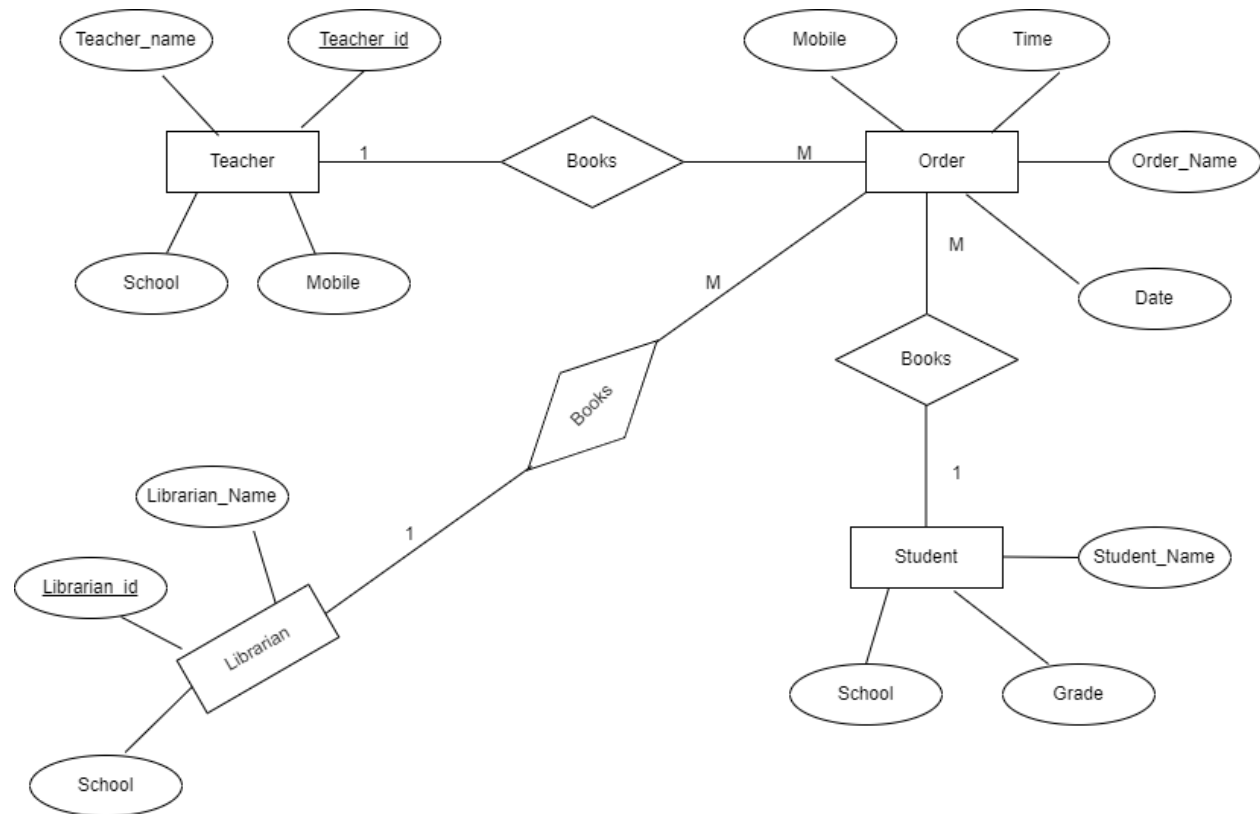 Teacher_name
Teacher_id
Mobile
Time
Teacher
1
Books
M
Order
Order_Name
School
Mobile
M
M
Date
Books
Books
Librarian_Name
1
1
Librarian_id
Student
Student_Name
Librarian
School
Grade
School